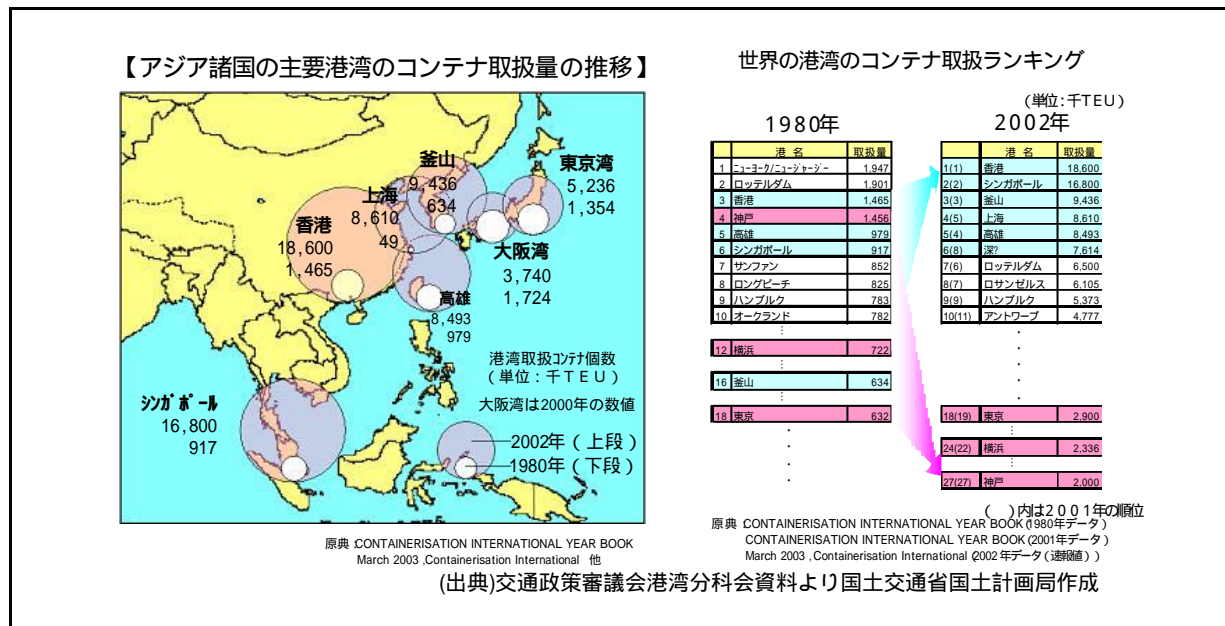 【アジア諸国の主要港湾のコンテナ取扱量の推移】
釜山
9,436
634
東京湾
5,236
1,354
上海
8,610
49
香港
18,600
1,465
大阪湾
3,740
1,724
高雄
8,493
979
港湾取扱コンテナ個数
(単位:千TEU)
大阪湾は2000年の数値
シンガポール
16,800
917
2002年(上段)
1980年(下段)
原典:CONTAINERISATION INTERNATIONAL YEAR BOOK
March 2003 ,Containerisation International 他
世界の港湾のコンテナ取扱ランキング
(単位:千TEU)
1980年
港 名 取扱量
1 ニューヨーク/ニュージャージー 1,947
2 ロッテルダム 1,901
3 香港 1,465
4 神戸 1,456
5 高雄 979
6 シンガポール 917
7 サンファン 852
8 ロングビーチ 825
9 ハンブルク 783
10 オークランド 782
⋮
12 横浜 722
⋮
16 釜山 634
⋮
18 東京 632
2002年
港 名 取扱量
1(1) 香港 18,600
2(2) シンガポール 16,800
3(3) 釜山 9,436
4(5) 上海 8,610
5(4) 高雄 8,493
6(8) 深? 7,614
7(6) ロッテルダム 6,500
8(7) ロサンゼルス 6,105
9(9) ハンブルク 5,373
10(11) アントワープ 4,777
18(19) 東京 2,900
⋮
24(22) 横浜 2,336
⋮
27(27) 神戸 2,000
( )内は2001年の順位
原典:CONTAINERISATION INTERNATIONAL YEAR BOOK(1980年データ)
CONTAINERISATION INTERNATIONAL YEAR BOOK(2001年データ)
March 2003 ,Containerisation International (2002年データ(速報値))
(出典)交通政策審議会港湾分科会資料より国土交通省国土計画局作成